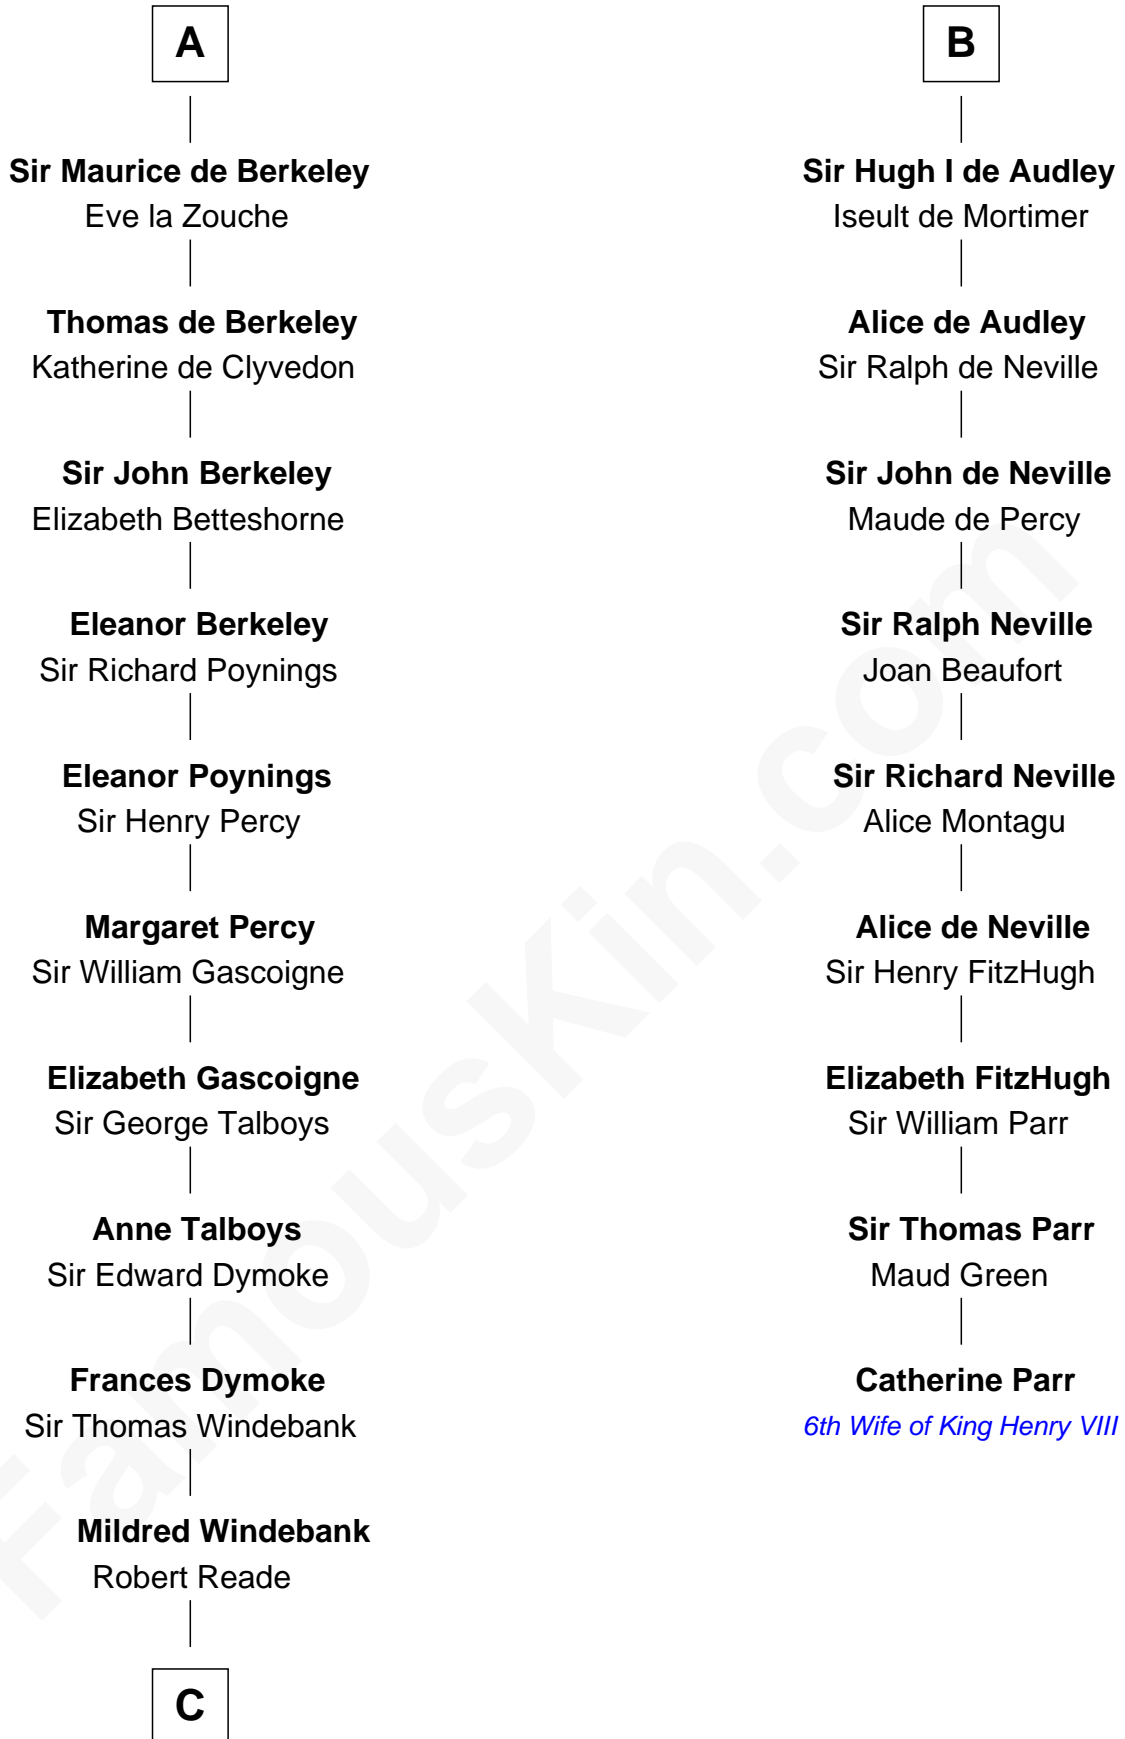 A
Sir Maurice de Berkeley
Eve la Zouche
Thomas de Berkeley
Katherine de Clyvedon
Sir John Berkeley
Elizabeth Betteshorne
Eleanor Berkeley
Sir Richard Poynings
Eleanor Poynings
Sir Henry Percy
Margaret Percy
Sir William Gascoigne
Elizabeth Gascoigne
Sir George Talboys
Anne Talboys
Sir Edward Dymoke
Frances Dymoke
Sir Thomas Windebank
Mildred Windebank
Robert Reade
C
B
Sir Hugh I de Audley
Iseult de Mortimer
Alice de Audley
Sir Ralph de Neville
Sir John de Neville
Maude de Percy
Sir Ralph Neville
Joan Beaufort
Sir Richard Neville
Alice Montagu
Alice de Neville
Sir Henry FitzHugh
Elizabeth FitzHugh
Sir William Parr
Sir Thomas Parr
Maud Green
Catherine Parr
6th Wife of King Henry VIII
FamousKin.com